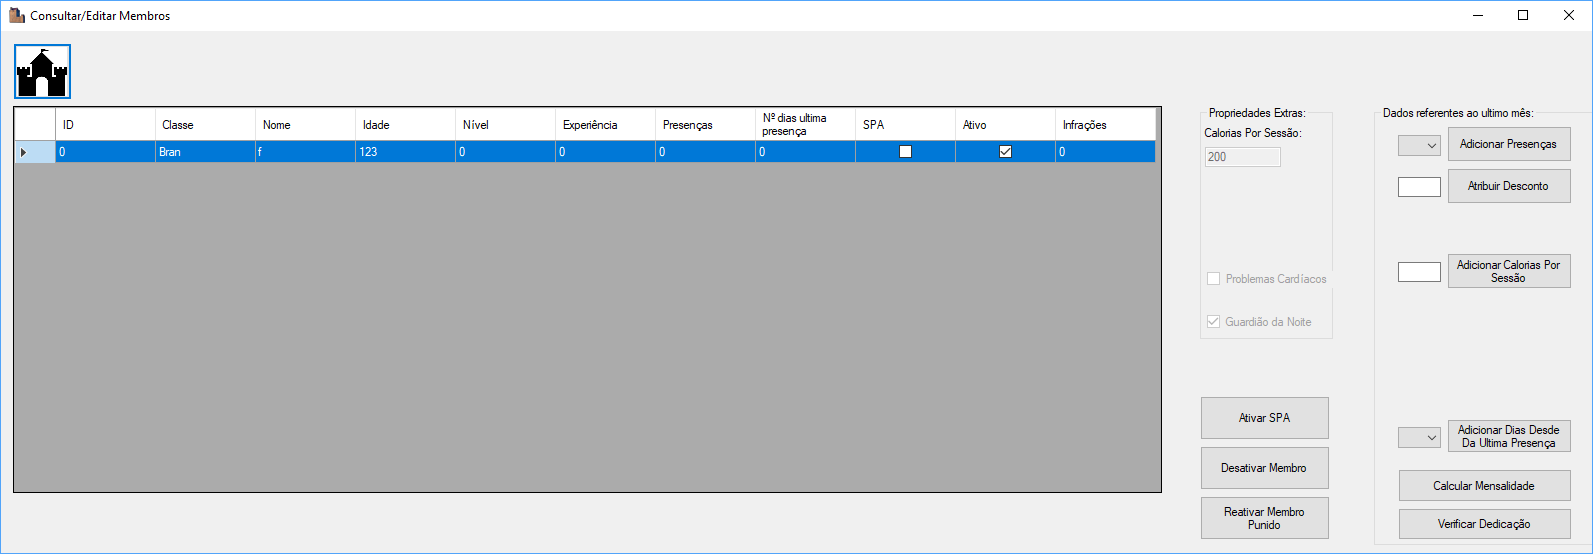 Consultar/Editar Membros
ID Classe Nome Idade Nível Experiência Presenças Nº dias ultima presença SPA Ativo Infrações
0 Bran f 123 0 0 0 0 0
Propriedades Extras:
Calorias Por Sessão:
200
Problemas Cardíacos
Guardião da Noite
Ativar SPA
Desativar Membro
Reativar Membro
Punido
Dados referentes ao ultimo mês:
Adicionar Presenças
Atribuir Desconto
Adicionar Calorias Por
Sessão
Adicionar Dias Desde
Da Ultima Presença
Calcular Mensalidade
Verificar Dedicação